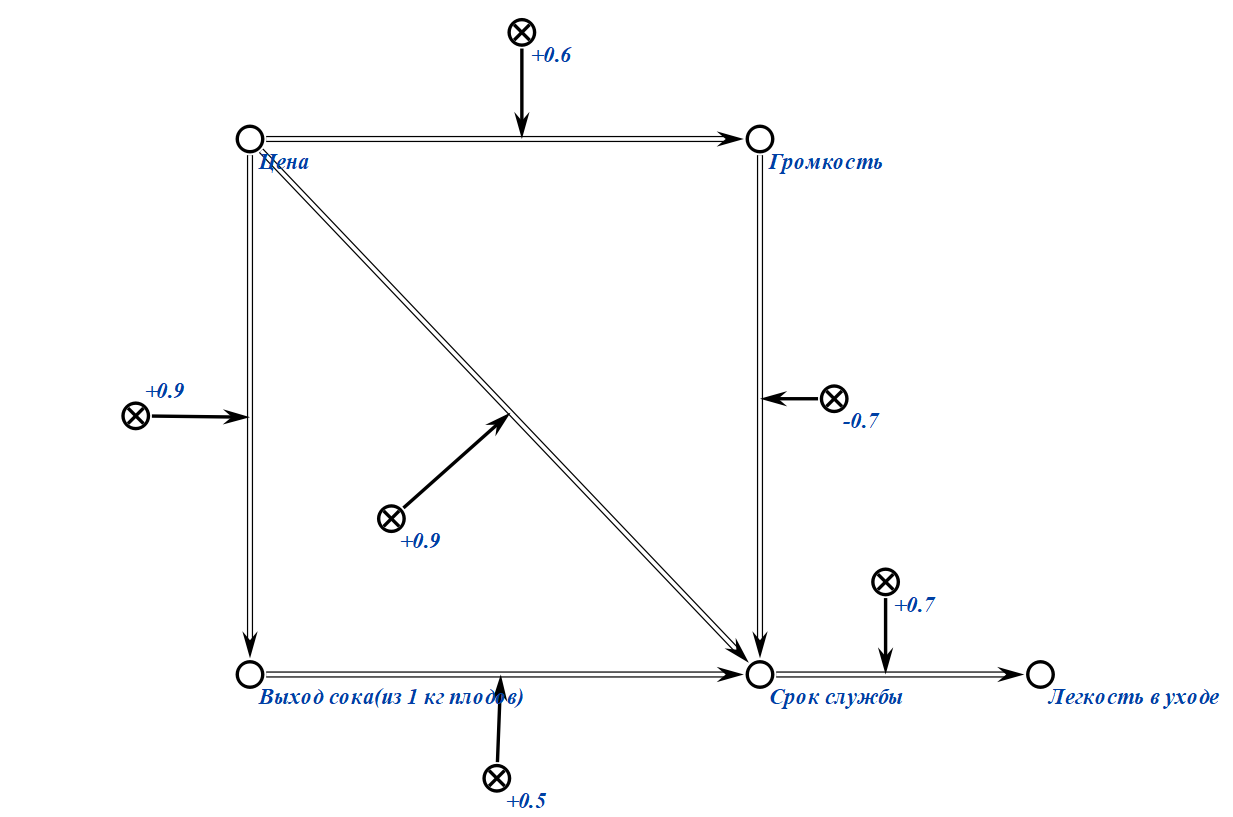 +0.6
Цена
Громкость
+0.9
-0.7
+0.9
+0.7
Выход сока(из 1 кг плодов)
Срок службы
Легкость в уходе
+0.5